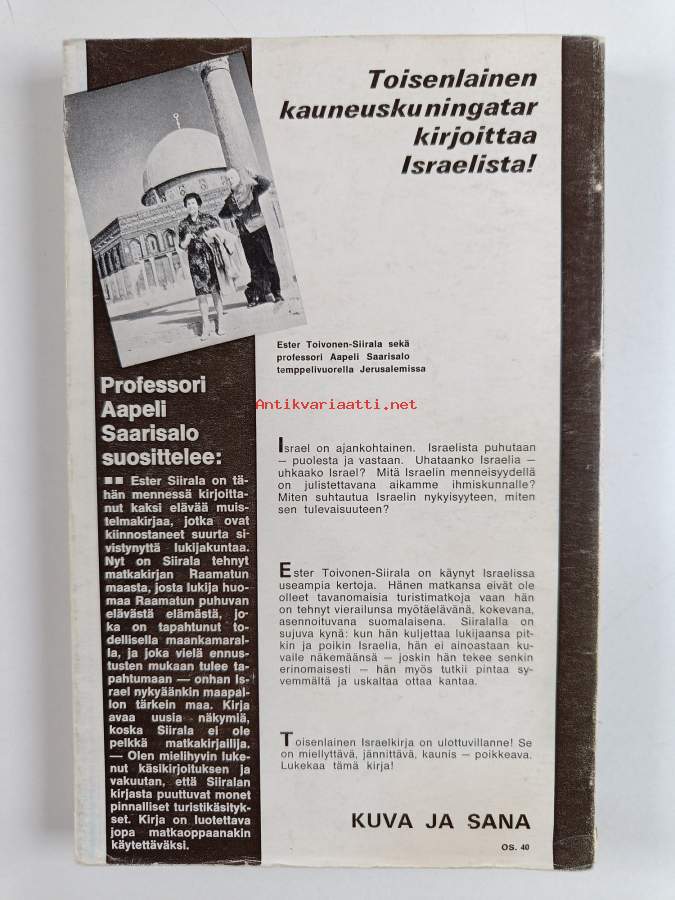 Toisenlainen
kauneuskuningatar
kirjoittaa
Israelista!
Ester Toivonen-Siirala sekä
professori Aapeli Saarisalo
temppelivuorella Jerusalemissa
Antikvariaatti.net
Professori
Aapeli
Saarisalo
suosittelee:
■■ Ester Siirala on tä-
hän mennessä kirjoitta-
nut kaksi elävää muis-
telmakirjaa, jotka ovat
kiinnostaneet suurta si-
vistynyttä lukijakuntaa.
Nyt on Siirala tehnyt
matkakirjan Raamatun
maasta, josta lukija huo-
maa Raamatun puhuvan
elävästä elämästä, jo-
ka on tapahtunut to-
dellisella maankamaral-
la, ja joka vielä ennus-
tusten mukaan tulee ta-
pahtumaan — onhan Is-
rael nykyäänkin maapal-
lon tärkein maa. Kirja
avaa uusia näkymiä,
koska Siirala ei ole
pelkkä matkakirjailija.
— Olen mielihyvin luke-
nut käsikirjoituksen ja
vakuutan, että Siiralan
kirjasta puuttuvat monet
pinnalliset turistikäsityk-
set. Kirja on luotettava
jopa matkaoppaanakin
käytettäväksi.
Israel on ajankohtainen. Israelista puhutaan
— puolesta ja vastaan. Uhataanko Israelia —
uhkaako Israel? Mitä Israelin menneisyydellä
on julistettavana aikamme ihmiskunnalle?
Miten suhtautua Israelin nykyisyyteen, miten
sen tulevaisuuteen?
Ester Toivonen-Siirala on käynyt Israelissa
useampia kertoja. Hänen matkansa eivät ole
olleet tavanomaisia turistimatkoja vaan hän
on tehnyt vierailunsa myötäelävänä, kokevana,
asennoituvana suomalaisena. Siiralalla on
sujuva kynä: kun hän kuljettaa lukijaansa pit-
kin ja poikin Israelia, hän ei ainoastaan ku-
vaile näkemäänsä — joskin hän tekee senkin
erinomaisesti — hän myös tutkii pintaa sy-
vemmältä ja uskaltaa ottaa kantaa.
Toisenlainen Israelkirja on ulottuvillanne! Se
on miellyttävä, jännittävä, kaunis — poikkeava.
Lukekaa tämä kirja!
KUVA JA SANA
OS. 40